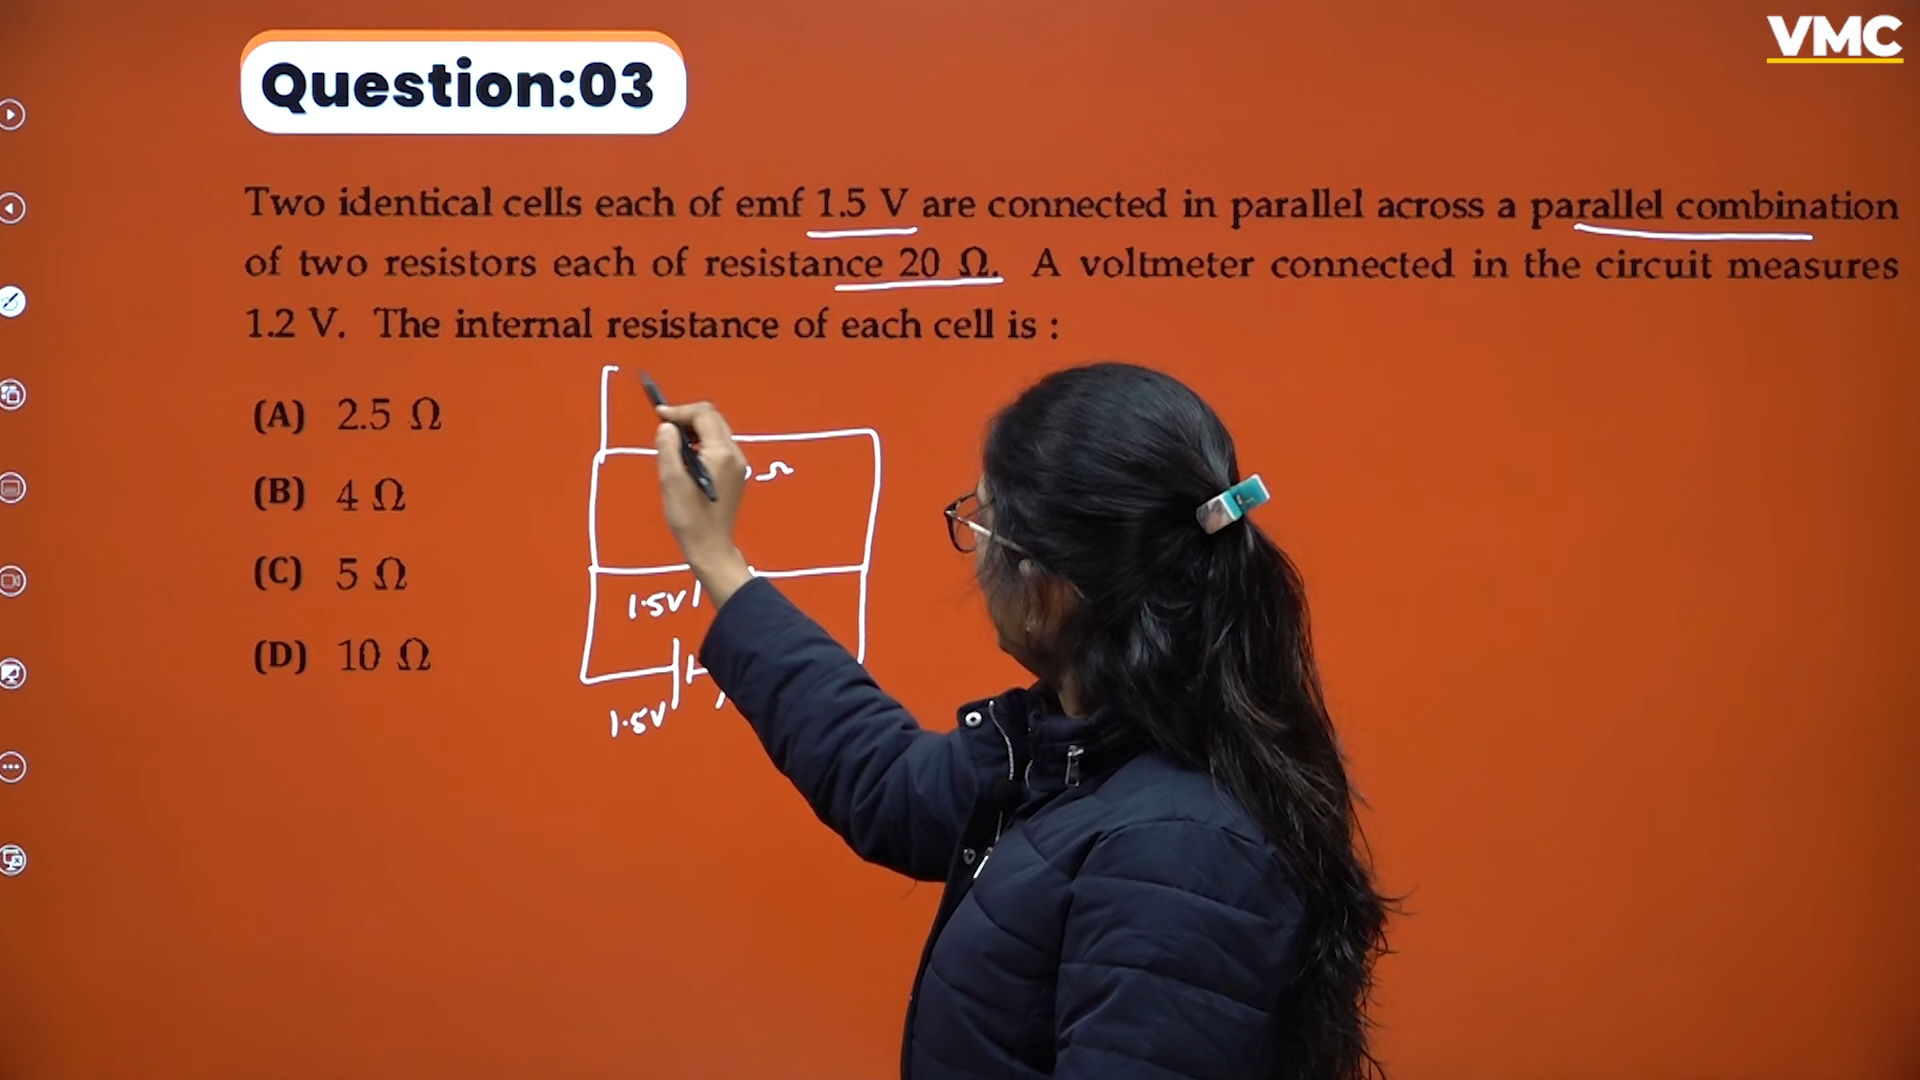 VMC
Question:03
Two identical cells each of emf 1.5 V are connected in parallel across a parallel combination
of two resistors each of resistance 20 Ω. A voltmeter connected in the circuit measures
1.2 V. The internal resistance of each cell is :
(A) 2.5 Ω
(B) 4 Ω
(C) 5 Ω
(D) 10 Ω
Ω
1.5V
1.5V